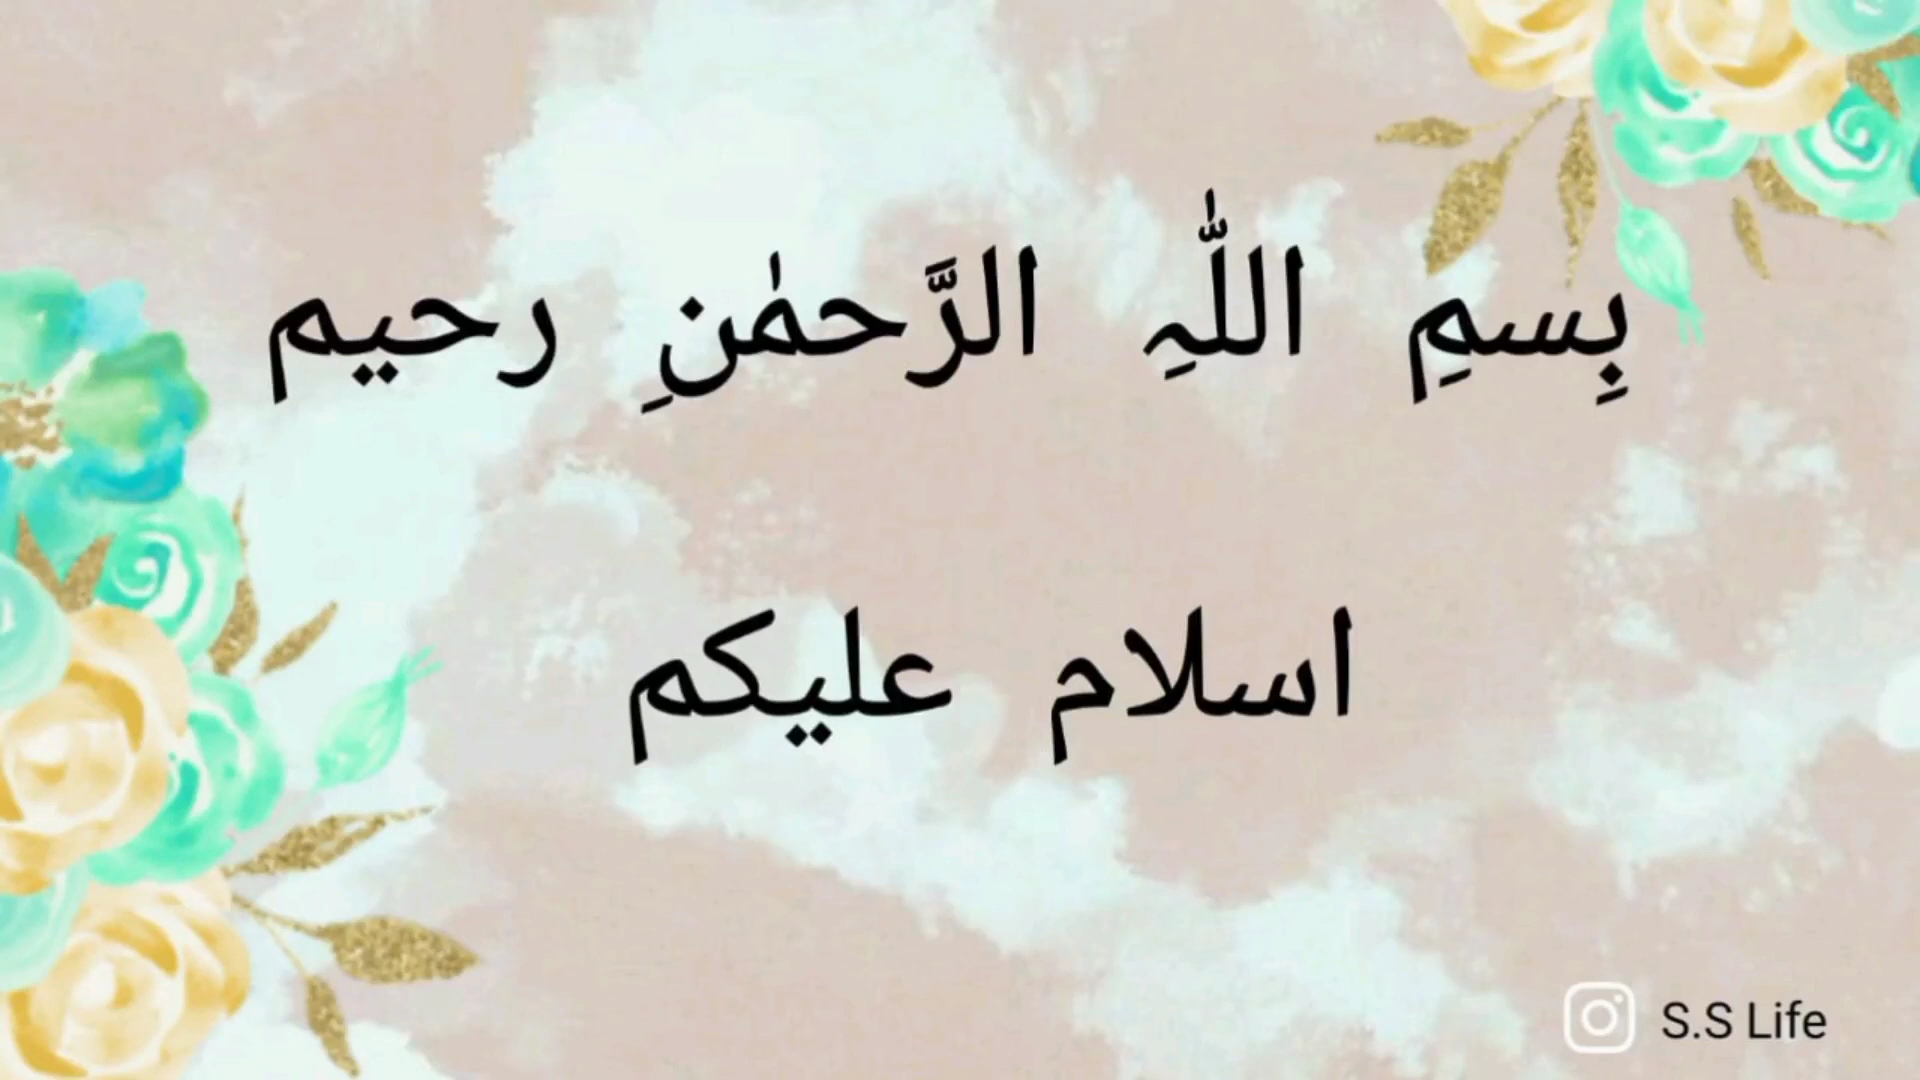 بِسمِ اللّٰہِ الرَّحمٰنِ رحیم
اسلام علیکم
S.S Life